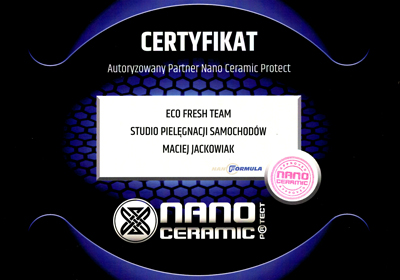 CERTYFIKAT
Autoryzowany Partner Nano Ceramic Protect
ECO FRESH TEAM
STUDIO PIELĘGNACJI SAMOCHODÓW
MACIEJ JACKOWIAK
FORMULA
NANO
CERAMIC
NANO
CERAMIC
PROTECT